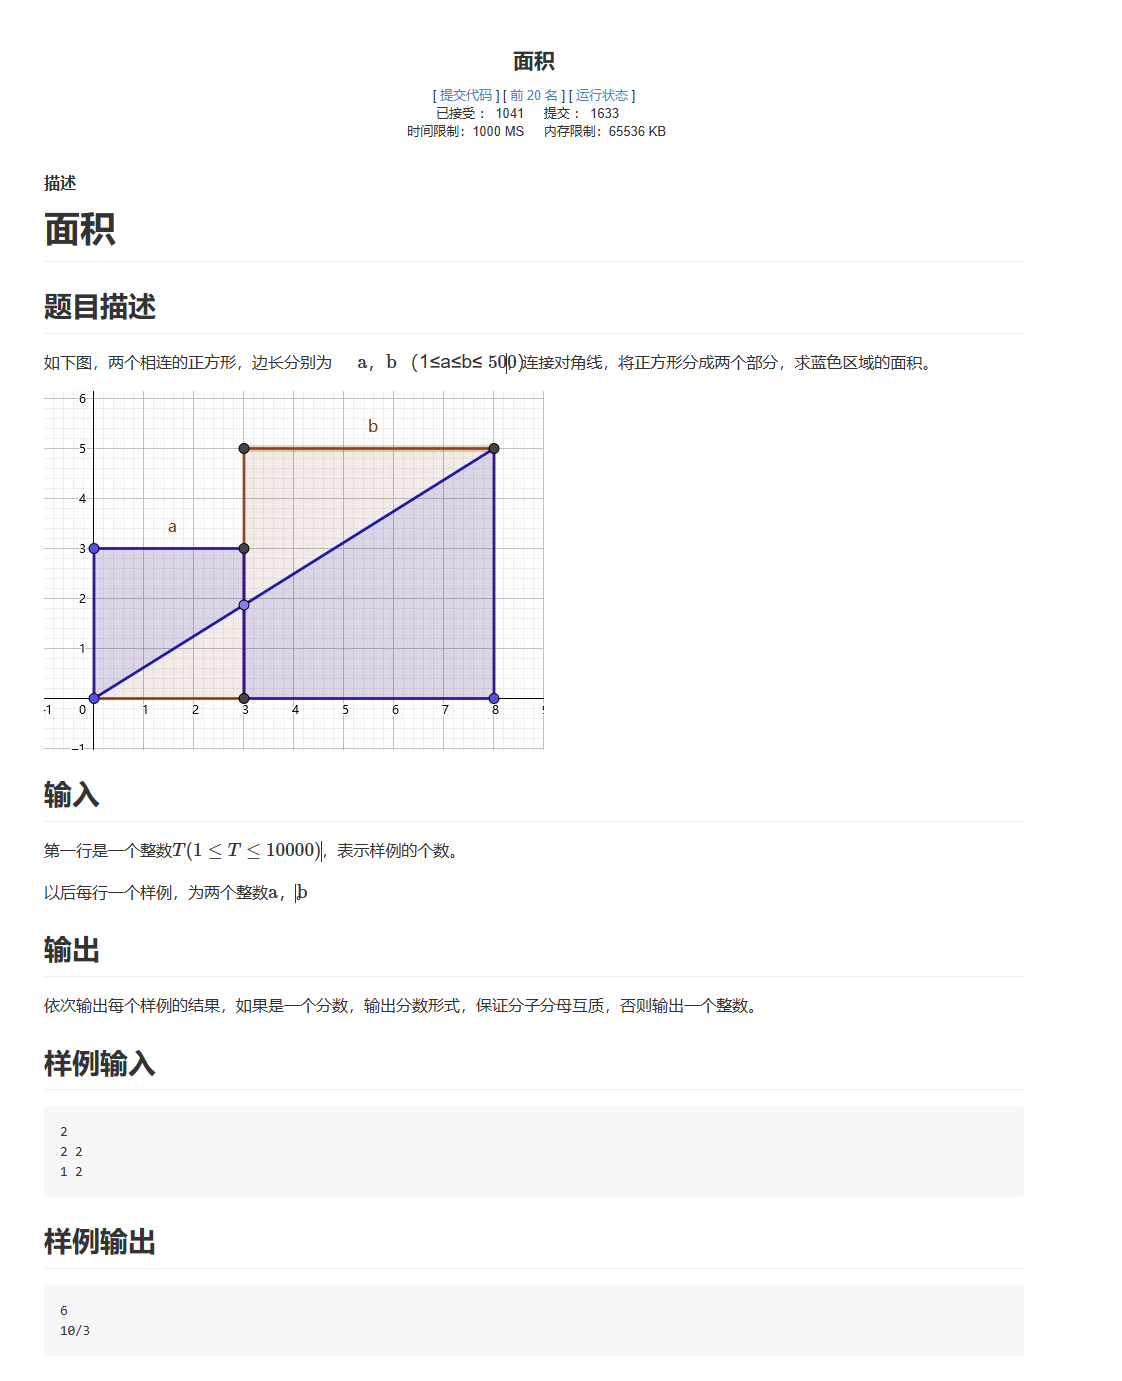 面积
[ 提交代码 ] [ 前 20 名 ] [ 运行状态 ]
已接受： 1041 提交： 1633
时间限制：1000 MS 内存限制：65536 KB
描述
面积
题目描述
如下图，两个相连的正方形，边长分别为 a，b （1≤a≤b≤ 500)连接对角线，将正方形分成两个部分，求蓝色区域的面积。
6
b
5
4
a
3
2
1
-1 0 1 2 3 4 5 6 7 8
−1
输入
第一行是一个整数T(1 ≤ T ≤ 10000)，表示样例的个数。
以后每行一个样例，为两个整数a，b
输出
依次输出每个样例的结果，如果是一个分数，输出分数形式，保证分子分母互质，否则输出一个整数。
样例输入
2
2 2
1 2
样例输出
6
10/3